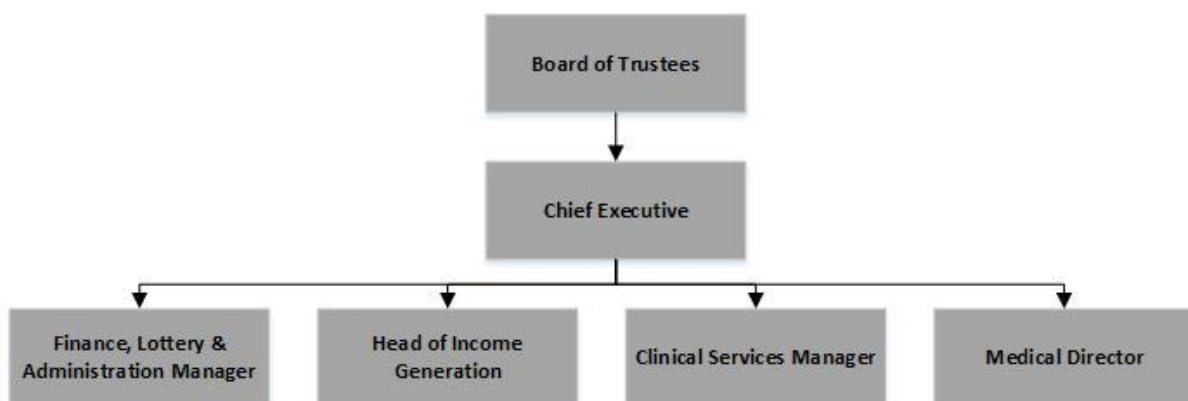 Board of Trustees
Chief Executive
Finance, Lottery &
Administration Manager
Head of Income
Generation
Clinical Services Manager
Medical Director